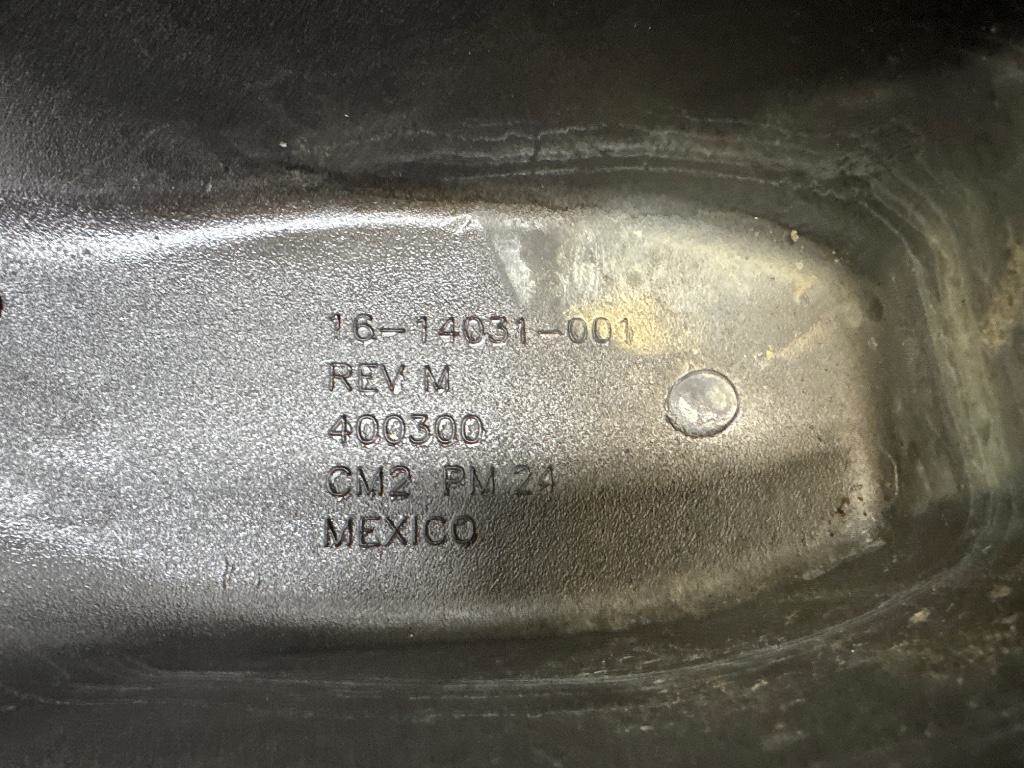 16-14031-001
REV M
400300
CM2 PM 24
MEXICO